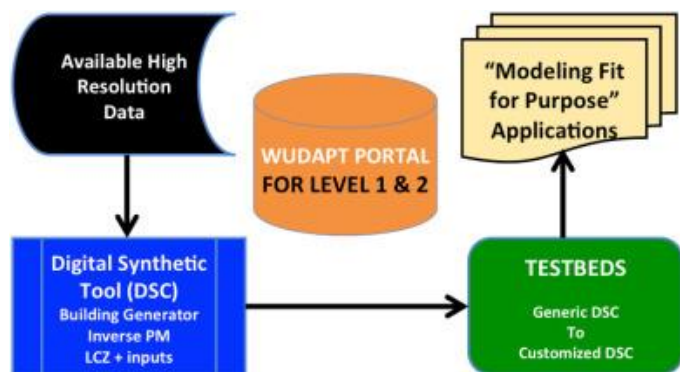 Available High
Resolution
Data
WUDAPT PORTAL
FOR LEVEL 1 & 2
“Modeling Fit
for Purpose”
Applications
Digital Synthetic
Tool (DSC)
Building Generator
Inverse PM
LCZ + inputs
TESTBEDS
Generic DSC
To
Customized DSC